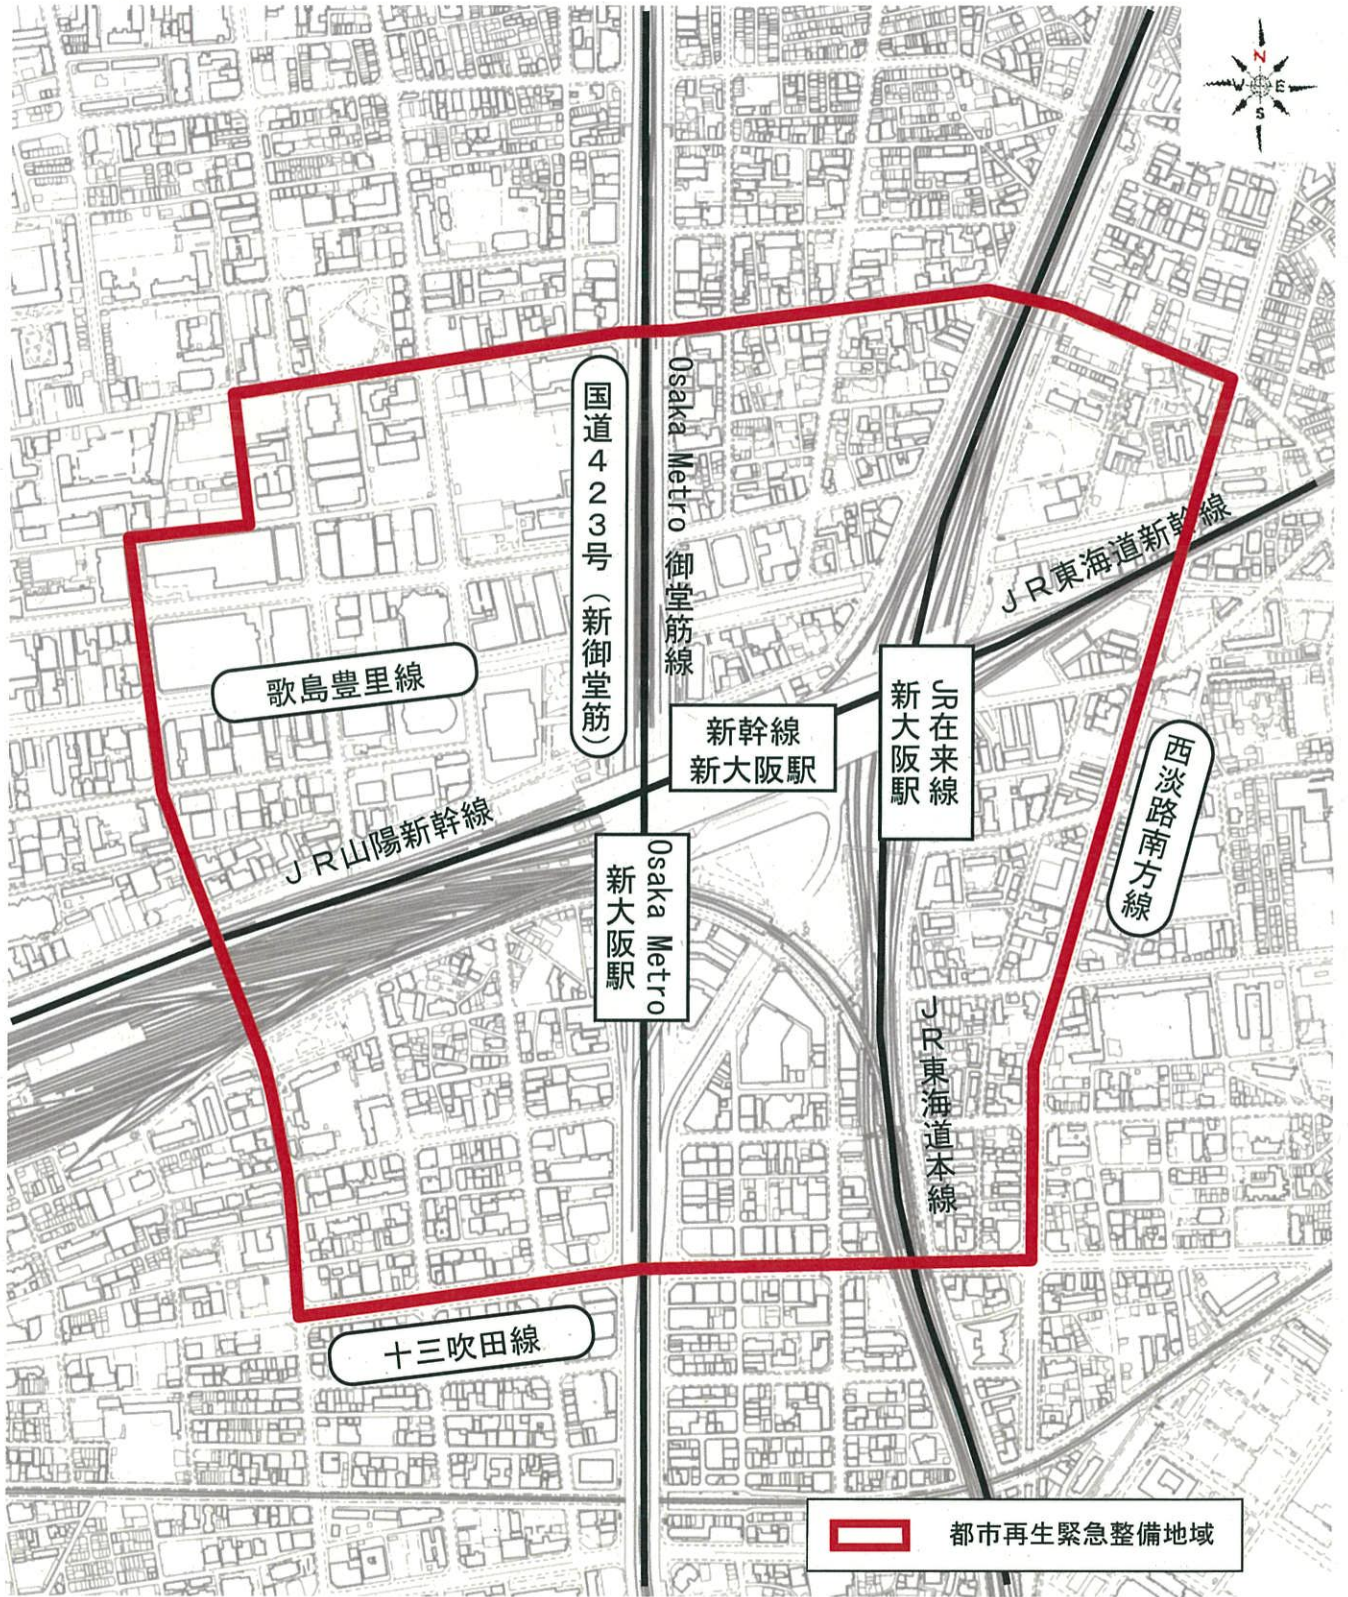 N
W E
S
国道423号（新御堂筋）
Osaka Metro 御堂筋線
JR東海道新幹線
歌島豊里線
新幹線
新大阪駅
JR在来線
新大阪駅
西淡路南方線
JR山陽新幹線
Osaka Metro
新大阪駅
JR東海道本線
十三吹田線
都市再生緊急整備地域